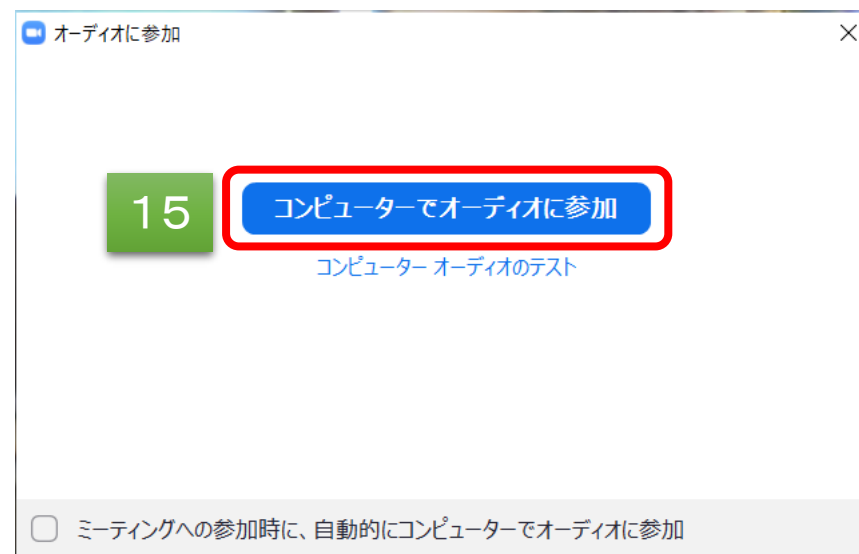 オーディオに参加
15
コンピューターでオーディオに参加
コンピューター オーディオのテスト
ミーティングへの参加時に、自動的にコンピューターでオーディオに参加